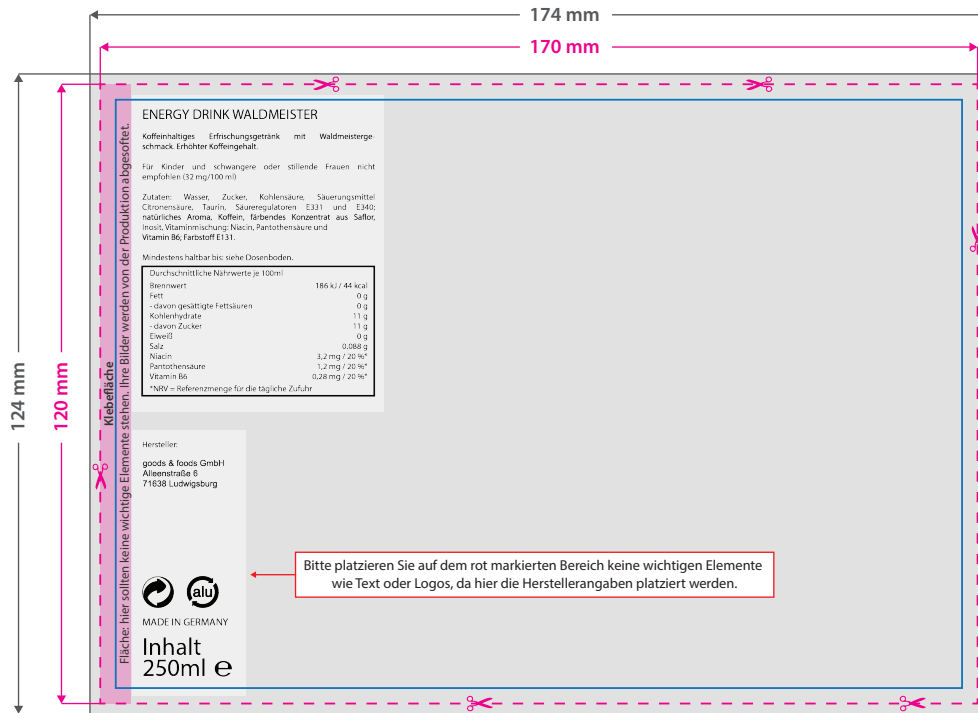 174 mm
170 mm
124 mm
120 mm
Klebefläche
Fläche: hier sollten keine wichtige Elemente stehen. Ihre Bilder werden von der Produktion abgesoftet.
ENERGY DRINK WALDMEISTER
Koffeinhaltiges Erfrischungsgetränk mit Waldmeisterge-
schmack. Erhöhter Koffeingehalt.
Für Kinder und schwangere oder stillende Frauen nicht
empfohlen (32 mg/100 ml)
Zutaten: Wasser, Zucker, Kohlensäure, Säuerungsmittel
Citronensäure, Taurin, Säureregulatoren E331 und E340;
natürliches Aroma, Koffein, färbendes Konzentrat aus Saflor,
Inosit, Vitaminmischung: Niacin, Pantothensäure und
Vitamin B6; Farbstoff E131.
Mindestens haltbar bis: siehe Dosenboden.
Durchschnittliche Nährwerte je 100ml
Brennwert 186 kJ / 44 kcal
Fett 0 g
- davon gesättigte Fettsäuren 0 g
Kohlenhydrate 11 g
- davon Zucker 11 g
Eiweiß 0 g
Salz 0,088 g
Niacin 3,2 mg / 20 %*
Pantothensäure 1,2 mg / 20 %*
Vitamin B6 0,28 mg / 20 %*
*NRV = Referenzmenge für die tägliche Zufuhr
Hersteller:
goods & foods GmbH
Alleenstraße 6
71638 Ludwigsburg
alu
MADE IN GERMANY
Inhalt
250ml ℮
Bitte platzieren Sie auf dem rot markierten Bereich keine wichtigen Elemente
wie Text oder Logos, da hier die Herstellerangaben platziert werden.